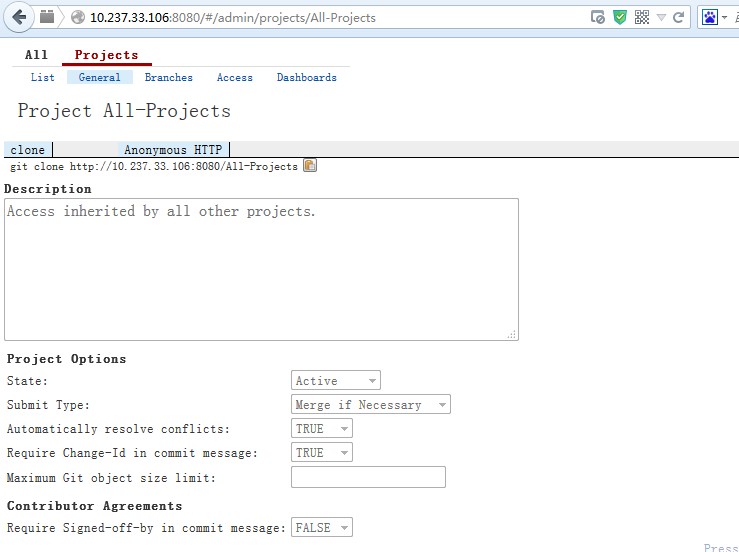 10.237.33.106:8080/#/admin/projects/All-Projects
All Projects
List General Branches Access Dashboards
Project All-Projects
clone Anonymous HTTP
git clone http://10.237.33.106:8080/All-Projects
Description
Access inherited by all other projects.
Project Options
State: Active
Submit Type: Merge if Necessary
Automatically resolve conflicts: TRUE
Require Change-Id in commit message: TRUE
Maximum Git object size limit:
Contributor Agreements
Require Signed-off-by in commit message: FALSE
Press